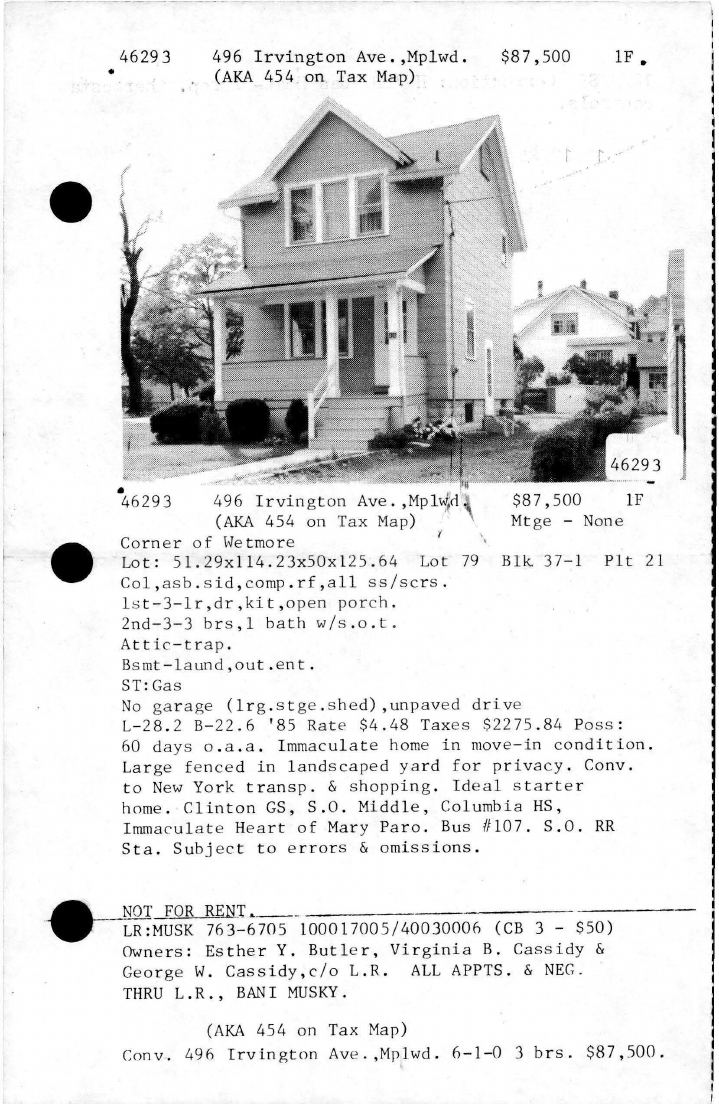 46293 496 Irvington Ave.,Mplwd. $87,500 1F.
(AKA 454 on Tax Map)
46293
46293 496 Irvington Ave.,Mplwd. $87,500 1F
(AKA 454 on Tax Map) Mtge - None
Corner of Wetmore
Lot: 51.29x114.23x50x125.64 Lot 79 Blk 37-1 Plt 21
Col,asb.sid,comp.rf,all ss/scrs.
1st-3-lr,dr,kit,open porch.
2nd-3-3 brs,1 bath w/s.o.t.
Attic-trap.
Bsmt-laund,out.ent.
ST:Gas
No garage (lrg.stge.shed),unpaved drive
L-28.2 B-22.6 '85 Rate $4.48 Taxes $2275.84 Poss:
60 days o.a.a. Immaculate home in move-in condition.
Large fenced in landscaped yard for privacy. Conv.
to New York transp. & shopping. Ideal starter
home. Clinton GS, S.O. Middle, Columbia HS,
Immaculate Heart of Mary Paro. Bus #107. S.O. RR
Sta. Subject to errors & omissions.
NOT FOR RENT.
LR:MUSK 763-6705 100017005/40030006 (CB 3 - $50)
Owners: Esther Y. Butler, Virginia B. Cassidy &
George W. Cassidy,c/o L.R. ALL APPTS. & NEG.
THRU L.R., BANI MUSKY.
(AKA 454 on Tax Map)
Conv. 496 Irvington Ave.,Mplwd. 6-1-0 3 brs. $87,500.